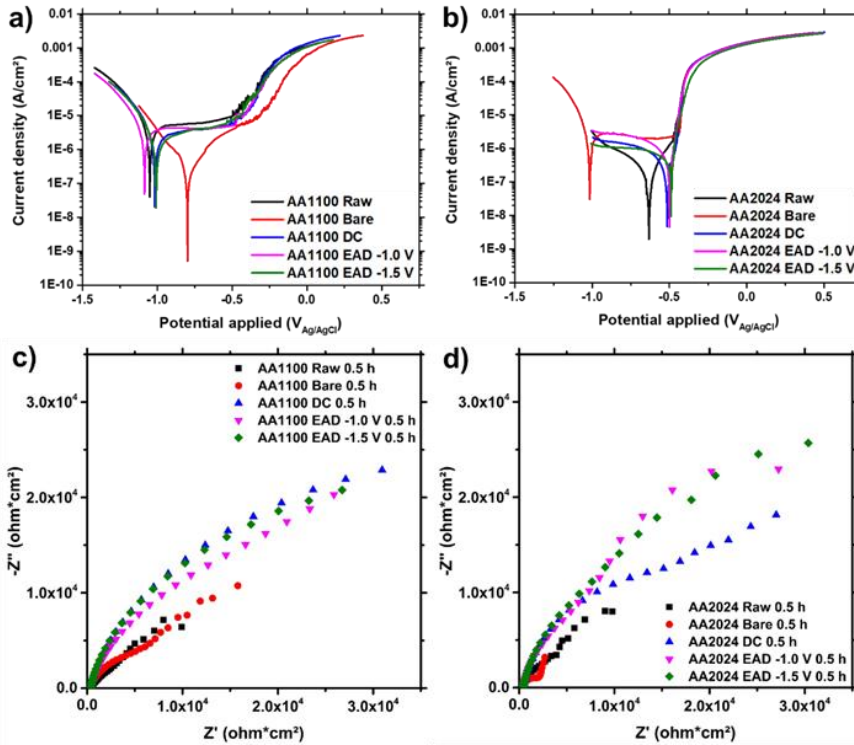 a)
Current density (A/cm²)
0.01
0.001
1E-4
1E-5
1E-6
1E-7
1E-8
1E-9
1E-10
AA1100 Raw
AA1100 Bare
AA1100 DC
AA1100 EAD -1.0 V
AA1100 EAD -1.5 V
-1.5 -1.0 -0.5 0.0 0.5
Potential applied (V_Ag/AgCl)
b)
Current density (A/cm²)
0.01
0.001
1E-4
1E-5
1E-6
1E-7
1E-8
1E-9
1E-10
AA2024 Raw
AA2024 Bare
AA2024 DC
AA2024 EAD -1.0 V
AA2024 EAD -1.5 V
-1.5 -1.0 -0.5 0.0 0.5
Potential applied (V_Ag/AgCl)
c)
-Z'' (ohm*cm²)
3.0x10⁴
2.0x10⁴
1.0x10⁴
0.0
AA1100 Raw 0.5 h
AA1100 Bare 0.5 h
AA1100 DC 0.5 h
AA1100 EAD -1.0 V 0.5 h
AA1100 EAD -1.5 V 0.5 h
0.0 1.0x10⁴ 2.0x10⁴ 3.0x10⁴
Z' (ohm*cm²)
d)
-Z'' (ohm*cm²)
3.0x10⁴
2.0x10⁴
1.0x10⁴
0.0
AA2024 Raw 0.5 h
AA2024 Bare 0.5 h
AA2024 DC 0.5 h
AA2024 EAD -1.0 V 0.5 h
AA2024 EAD -1.5 V 0.5 h
0.0 1.0x10⁴ 2.0x10⁴ 3.0x10⁴
Z' (ohm*cm²)